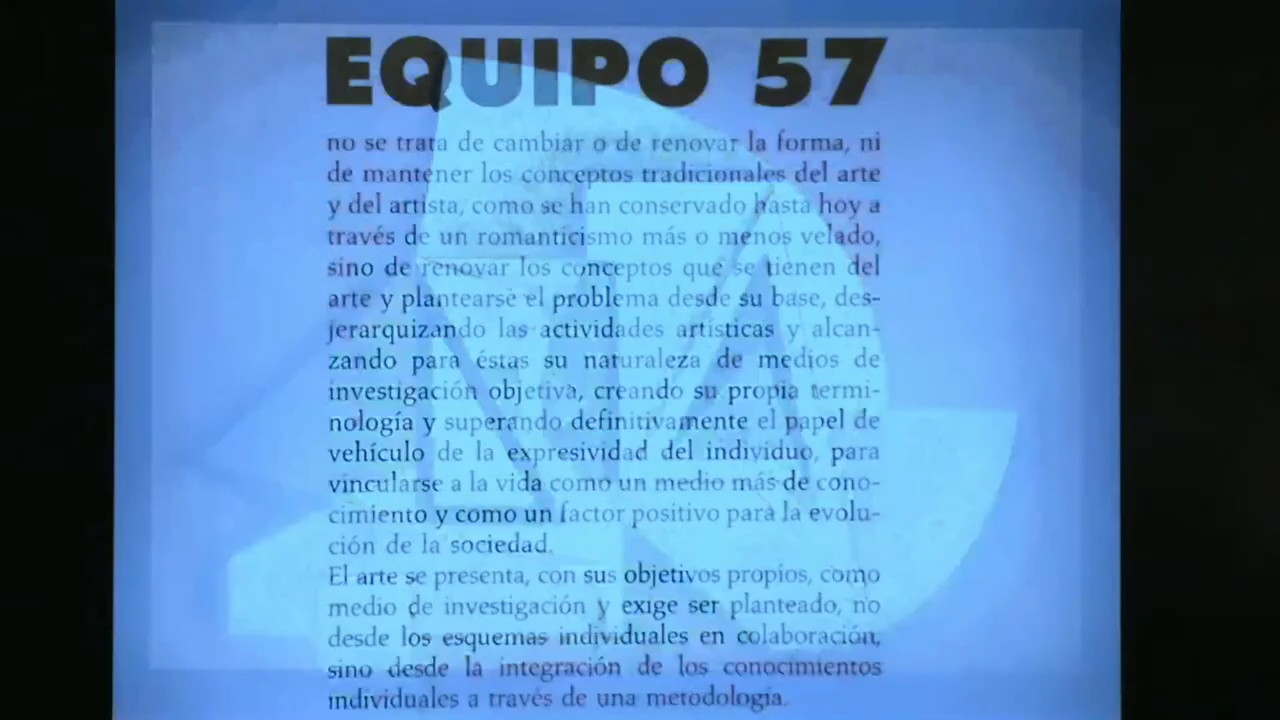 EQUIPO 57
no se trata de cambiar o de renovar la forma, ni
de mantener los conceptos tradicionales del arte
y del artista, como se han conservado hasta hoy a
través de un romanticismo más o menos velado,
sino de renovar los conceptos que se tienen del
arte y plantearse el problema desde su base, des-
jerarquizando las actividades artísticas y alcan-
zando para éstas su naturaleza de medios de
investigación objetiva, creando su propia termi-
nología y superando definitivamente el papel de
vehículo de la expresividad del individuo, para
vincularse a la vida como un medio más de cono-
cimiento y como un factor positivo para la evolu-
ción de la sociedad.
El arte se presenta, con sus objetivos propios, como
medio de investigación y exige ser planteado, no
desde los esquemas individuales en colaboración,
sino desde la integración de los conocimientos
individuales a través de una metodología.